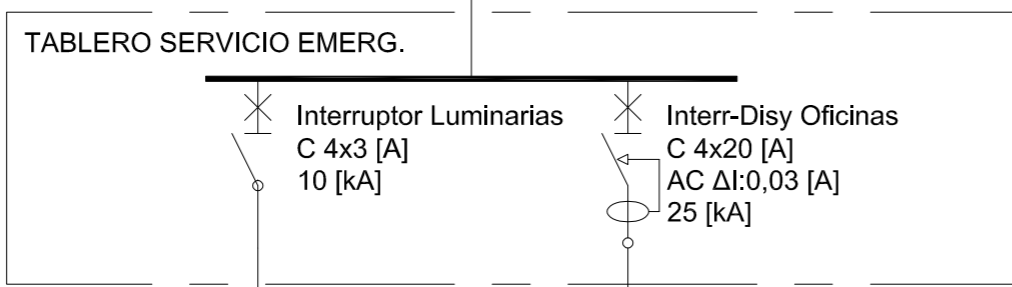 TABLERO SERVICIO EMERG.
Interruptor Luminarias
C 4x3 [A]
10 [kA]
Interr-Disy Oficinas
C 4x20 [A]
AC ΔI:0,03 [A]
25 [kA]